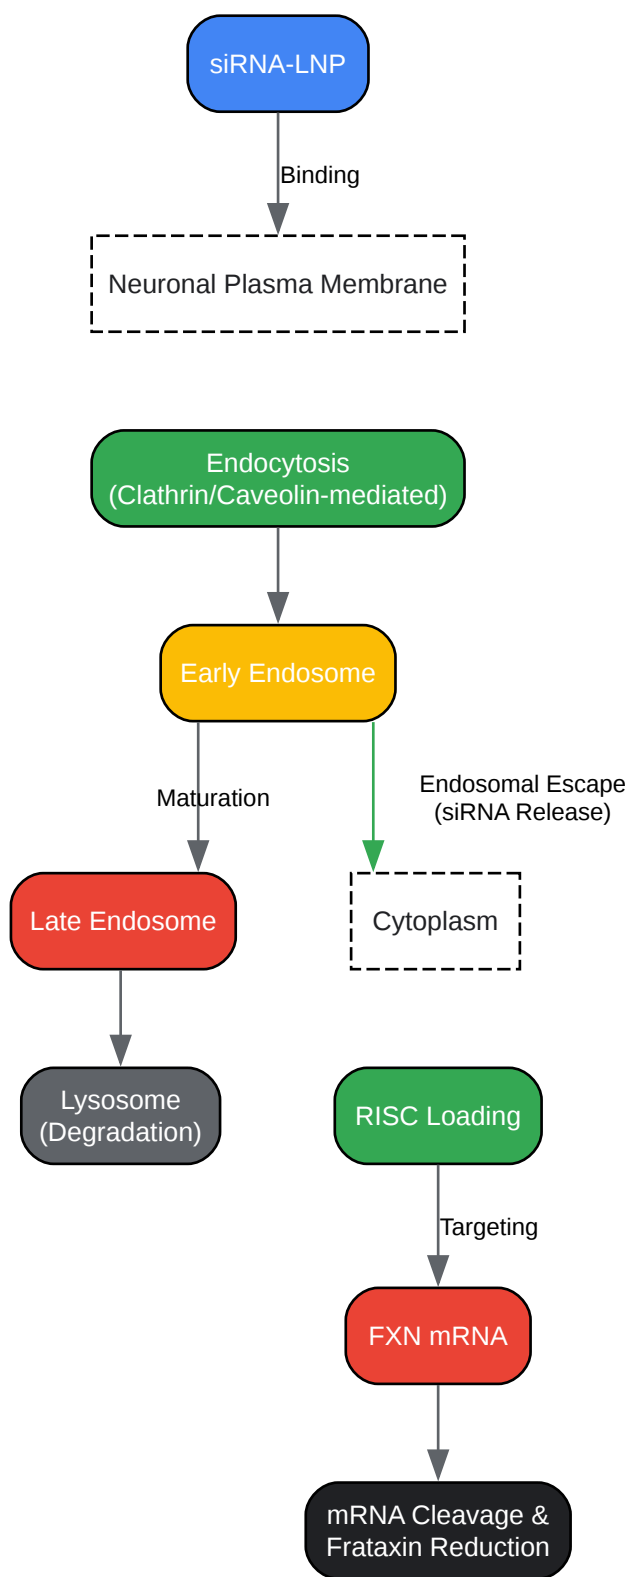 siRNA-LNP
Binding
Neuronal Plasma Membrane
Endocytosis
(Clathrin/Caveolin-mediated)
Early Endosome
Maturation
Endosomal Escape
(siRNA Release)
Late Endosome
Cytoplasm
Lysosome
(Degradation)
RISC Loading
Targeting
FXN mRNA
mRNA Cleavage &
Frataxin Reduction